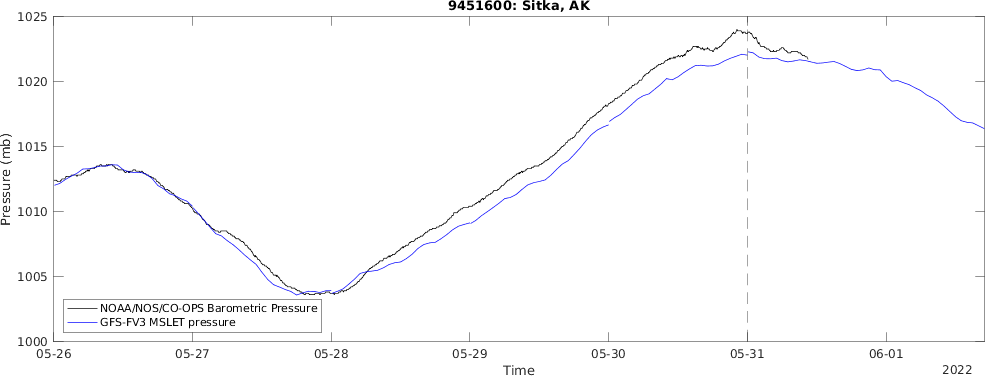 9451600: Sitka, AK
1025
1020
1015
1010
1005
1000
Pressure (mb)
NOAA/NOS/CO-OPS Barometric Pressure
GFS-FV3 MSLET pressure
05-26 05-27 05-28 05-29 05-30 05-31 06-01
Time
2022